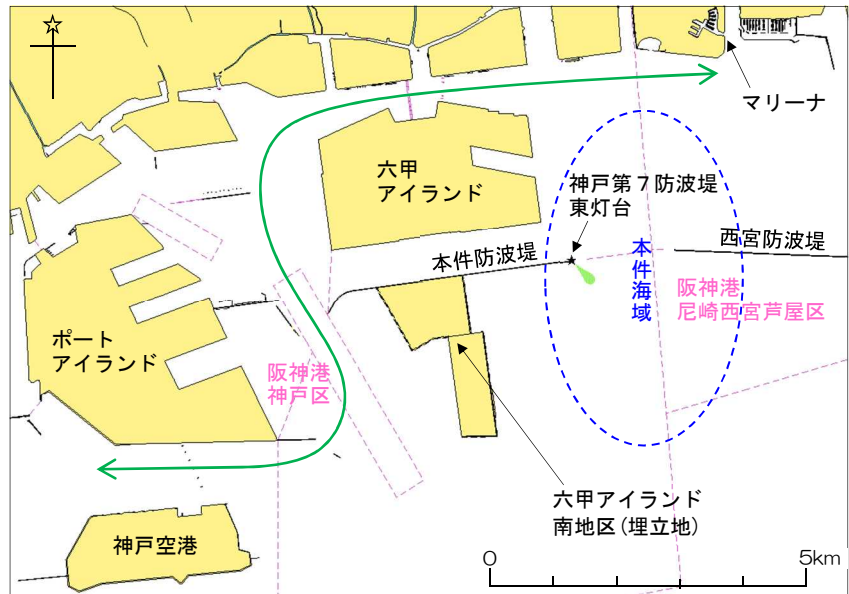 マリーナ
六甲
アイランド
神戸第７防波堤
東灯台
本件防波堤
西宮防波堤
本件海域
阪神港
尼崎西宮芦屋区
ポート
アイランド
阪神港
神戸区
六甲アイランド
南地区(埋立地)
神戸空港
0
5km